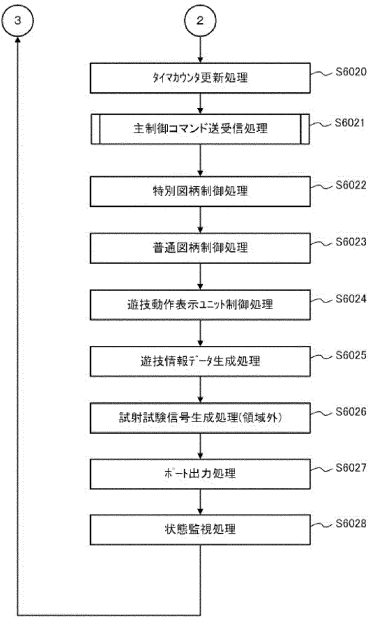 3
2
ﾀｲﾏｶｳﾝﾀ更新処理
S6020
主制御コマンド送受信処理
S6021
特別図柄制御処理
S6022
普通図柄制御処理
S6023
遊技動作表示ﾕﾆｯﾄ制御処理
S6024
遊技情報ﾃﾞｰﾀ生成処理
S6025
試射試験信号生成処理(領域外)
S6026
ﾎﾟｰﾄ出力処理
S6027
状態監視処理
S6028